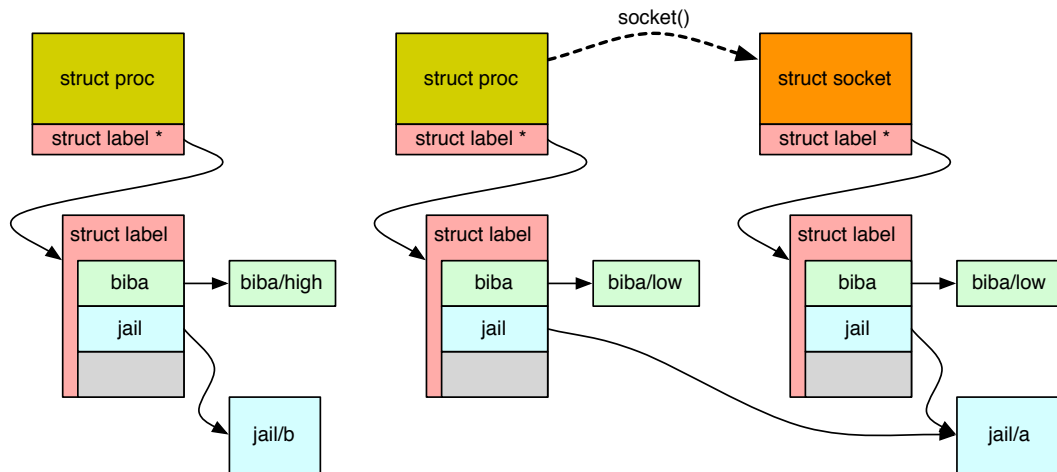 socket()
struct proc
struct proc
struct socket
struct label *
struct label *
struct label *
struct label
struct label
struct label
biba
biba/high
biba
biba/low
biba
biba/low
jail
jail
jail
jail/b
jail/a